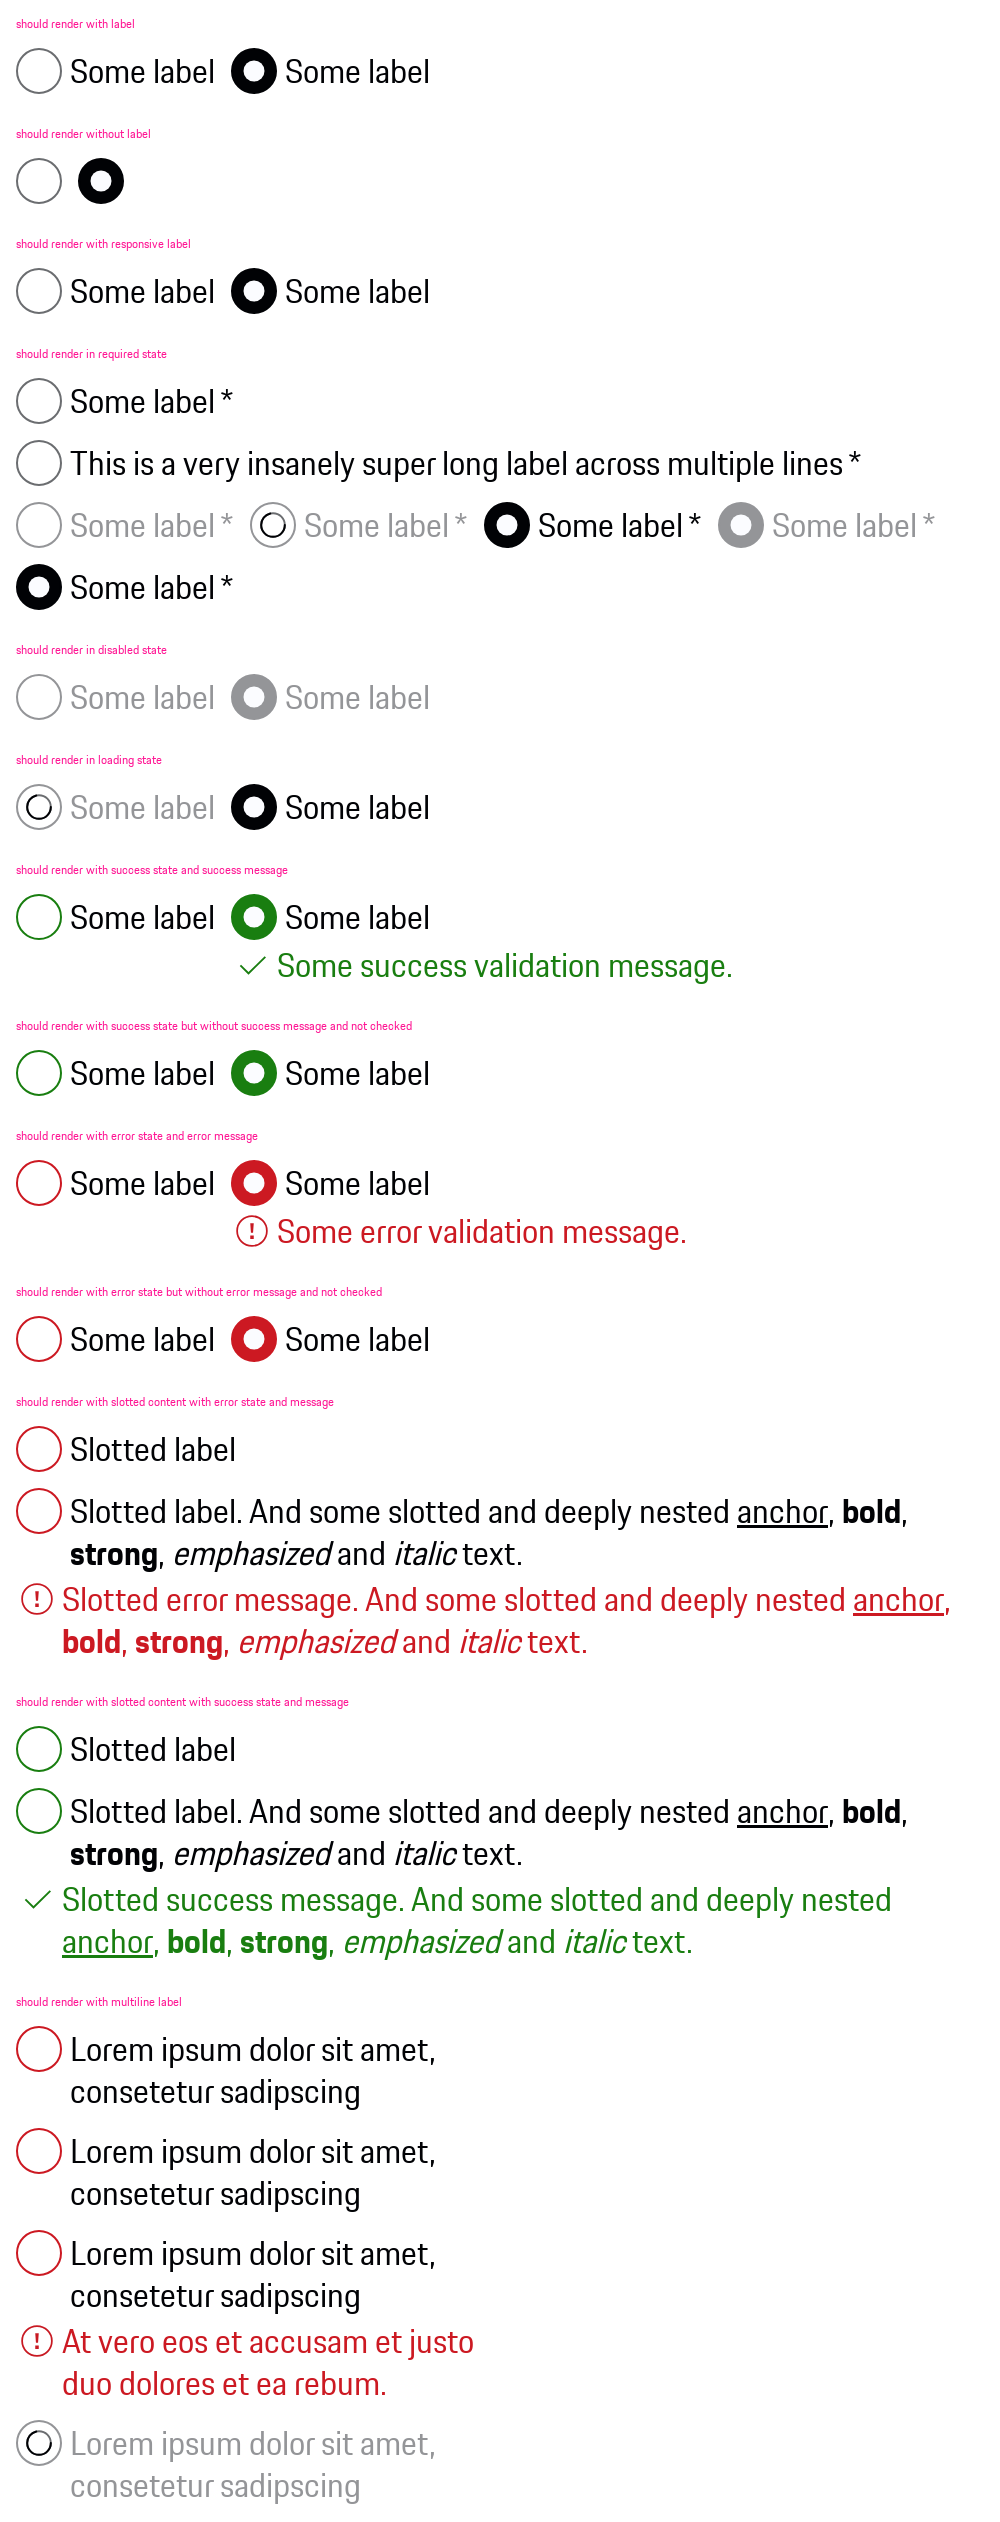 should render with label
Some label Some label
should render without label
should render with responsive label
Some label Some label
should render in required state
Some label *
This is a very insanely super long label across multiple lines *
Some label * Some label * Some label * Some label *
Some label *
should render in disabled state
Some label Some label
should render in loading state
Some label Some label
should render with success state and success message
Some label Some label
Some success validation message.
should render with success state but without success message and not checked
Some label Some label
should render with error state and error message
Some label Some label
Some error validation message.
should render with error state but without error message and not checked
Some label Some label
should render with slotted content with error state and message
Slotted label
Slotted label. And some slotted and deeply nested anchor, bold,
strong, emphasized and italic text.
Slotted error message. And some slotted and deeply nested anchor,
bold, strong, emphasized and italic text.
should render with slotted content with success state and message
Slotted label
Slotted label. And some slotted and deeply nested anchor, bold,
strong, emphasized and italic text.
Slotted success message. And some slotted and deeply nested
anchor, bold, strong, emphasized and italic text.
should render with multiline label
Lorem ipsum dolor sit amet,
consetetur sadipscing
Lorem ipsum dolor sit amet,
consetetur sadipscing
Lorem ipsum dolor sit amet,
consetetur sadipscing
At vero eos et accusam et justo
duo dolores et ea rebum.
Lorem ipsum dolor sit amet,
consetetur sadipscing